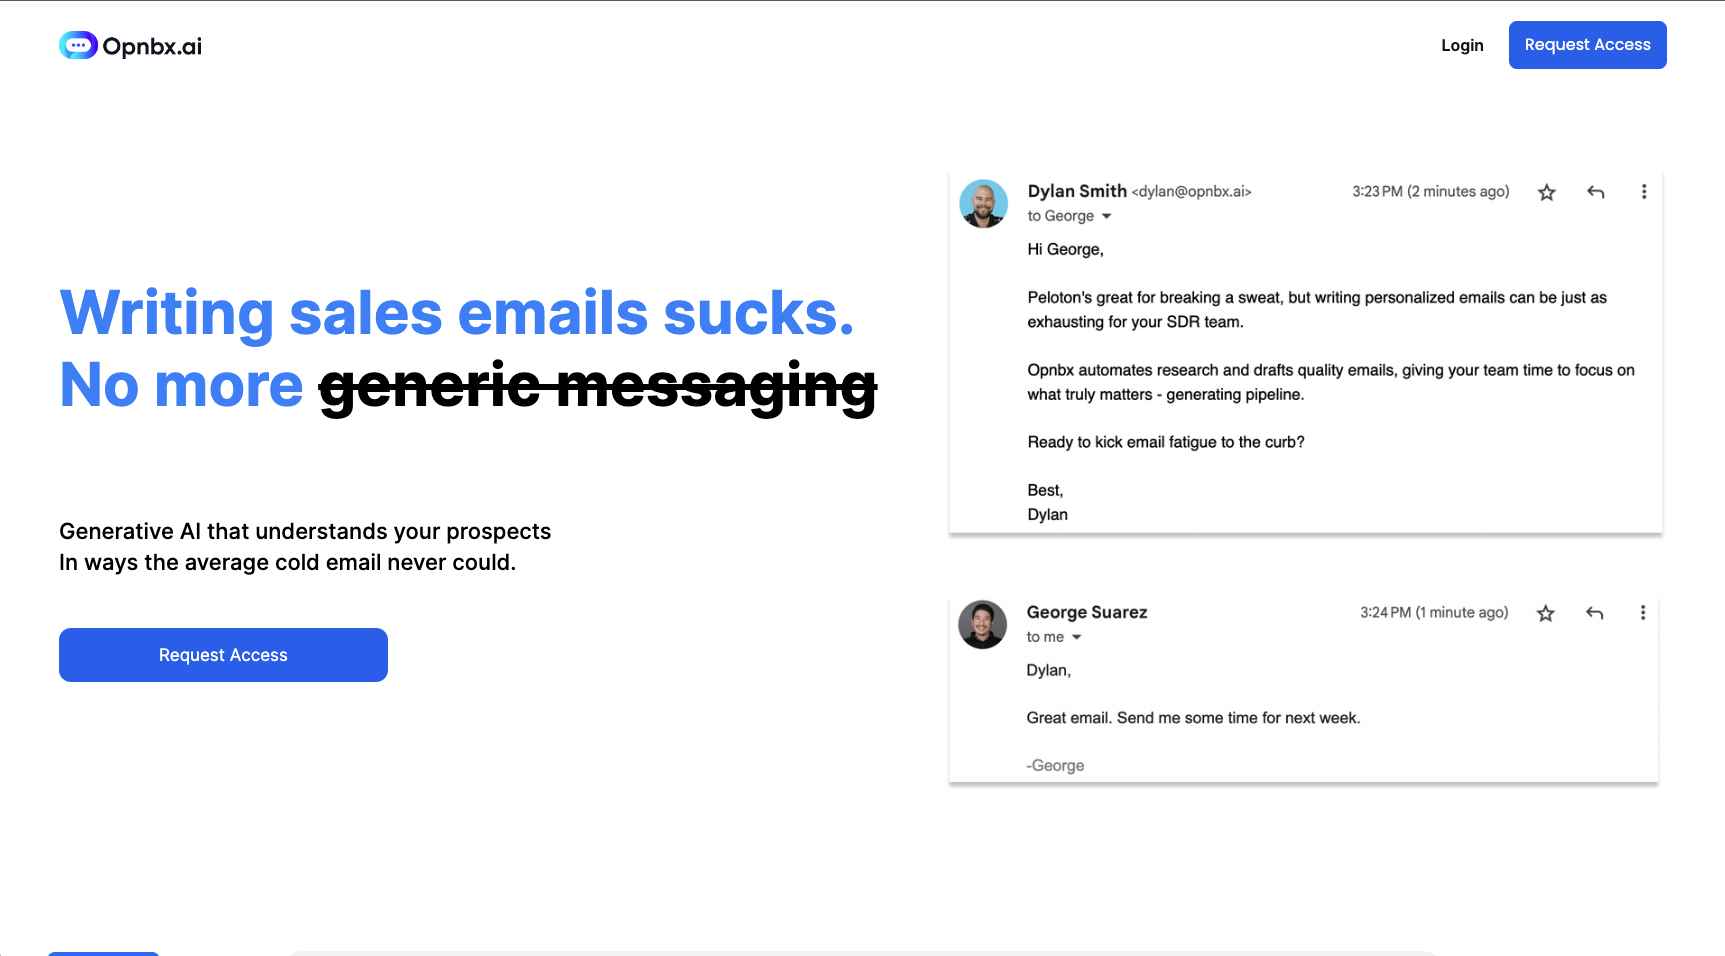 Opnbx.ai
Login
Request Access
Writing sales emails sucks.
No more generic messaging
Generative AI that understands your prospects
In ways the average cold email never could.
Request Access
Dylan Smith <dylan@opnbx.ai>
3:23 PM (2 minutes ago)
to George
Hi George,
Peloton's great for breaking a sweat, but writing personalized emails can be just as
exhausting for your SDR team.
Opnbx automates research and drafts quality emails, giving your team time to focus on
what truly matters - generating pipeline.
Ready to kick email fatigue to the curb?
Best,
Dylan
George Suarez
3:24 PM (1 minute ago)
to me
Dylan,
Great email. Send me some time for next week.
-George